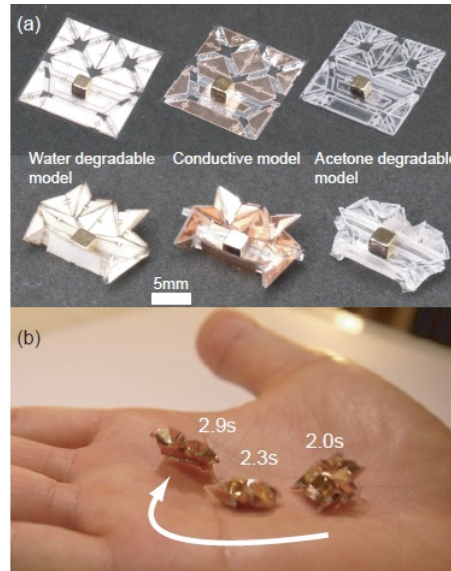 (a)
Water degradable model
Conductive model
Acetone degradable model
5mm
(b)
2.9s
2.3s
2.0s